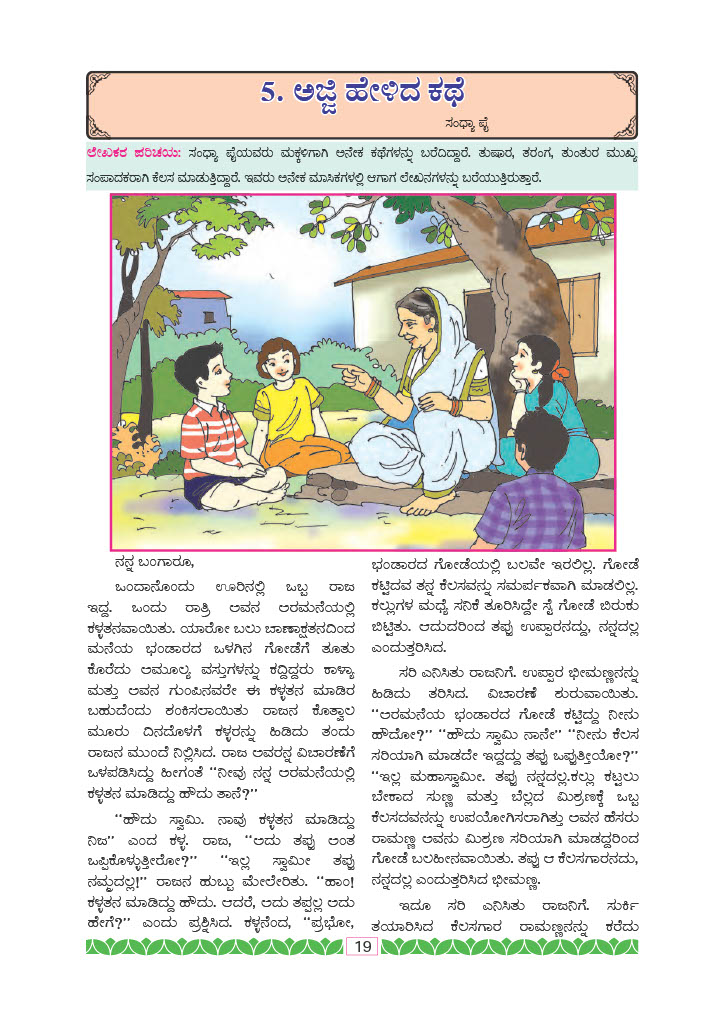 5. ಅಜ್ಜಿ ಹೇಳಿದ ಕಥೆ
ಸಂಧ್ಯಾ ಪೈ
ಲೇಖಕರ ಪರಿಚಯ: ಸಂಧ್ಯಾ ಪೈಯವರು ಮಕ್ಕಳಿಗಾಗಿ ಅನೇಕ ಕಥೆಗಳನ್ನು ಬರೆದಿದ್ದಾರೆ. ತುಷಾರ, ತರಂಗ, ತುಂತುರ ಮುಖ್ಯ
ಸಂಪಾದಕರಾಗಿ ಕೆಲಸ ಮಾಡುತ್ತಿದ್ದಾರೆ. ಇವರು ಅನೇಕ ಮಾಸಿಕಗಳಲ್ಲಿ ಆಗಾಗ ಲೇಖನಗಳನ್ನು ಬರೆಯುತ್ತಿರುತ್ತಾರೆ.
ನನ್ನ ಬಂಗಾರೂ,
ಒಂದಾನೊಂದು ಊರಿನಲ್ಲಿ ಒಬ್ಬ ರಾಜ
ಇದ್ದ. ಒಂದು ರಾತ್ರಿ ಅವನ ಅರಮನೆಯಲ್ಲಿ
ಕಳ್ಳತನವಾಯಿತು. ಯಾರೋ ಬಲು ಚಾಣಾಕ್ಷತನದಿಂದ
ಮನೆಯ ಭಂಡಾರದ ಒಳಗಿನ ಗೋಡೆಗೆ ತೂತು
ಕೊರೆದು ಅಮೂಲ್ಯ ವಸ್ತುಗಳನ್ನು ಕದ್ದಿದ್ದರು ಕಾಳ್ಯಾ
ಮತ್ತು ಅವನ ಗುಂಪಿನವರೇ ಈ ಕಳ್ಳತನ ಮಾಡಿರ
ಬಹುದೆಂದು ಶಂಕಿಸಲಾಯಿತು ರಾಜನ ಕೊತ್ವಾಲ
ಮೂರು ದಿನದೊಳಗೆ ಕಳ್ಳರನ್ನು ಹಿಡಿದು ತಂದು
ರಾಜನ ಮುಂದೆ ನಿಲ್ಲಿಸಿದ. ರಾಜ ಅವರನ್ನ ವಿಚಾರಣೆಗೆ
ಒಳಪಡಿಸಿದ್ದು ಹೀಗಂತೆ "ನೀವು ನನ್ನ ಅರಮನೆಯಲ್ಲಿ
ಕಳ್ಳತನ ಮಾಡಿದ್ದು ಹೌದು ತಾನೆ?"
"ಹೌದು ಸ್ವಾಮಿ. ನಾವು ಕಳ್ಳತನ ಮಾಡಿದ್ದು
ನಿಜ" ಎಂದ ಕಳ್ಳ. ರಾಜ, "ಅದು ತಪ್ಪು ಅಂತ
ಒಪ್ಪಿಕೊಳ್ಳುತ್ತೀರೋ?" "ಇಲ್ಲ ಸ್ವಾಮೀ ತಪ್ಪು
ನಮ್ಮದಲ್ಲ!" ರಾಜನ ಹುಬ್ಬು ಮೇಲೇರಿತು. "ಹಾಂ!
ಕಳ್ಳತನ ಮಾಡಿದ್ದು ಹೌದು. ಆದರೆ, ಅದು ತಪ್ಪಲ್ಲ ಅದು
ಹೇಗೆ?" ಎಂದು ಪ್ರಶ್ನಿಸಿದ. ಕಳ್ಳನೆಂದ, "ಪ್ರಭೋ,
ಭಂಡಾರದ ಗೋಡೆಯಲ್ಲಿ ಬಲವೇ ಇರಲಿಲ್ಲ. ಗೋಡೆ
ಕಟ್ಟಿದವ ತನ್ನ ಕೆಲಸವನ್ನು ಸಮರ್ಪಕವಾಗಿ ಮಾಡಲಿಲ್ಲ.
ಕಲ್ಲುಗಳ ಮಧ್ಯೆ ಸನಿಕೆ ತೂರಿಸಿದ್ದೇ ಸೈ ಗೋಡೆ ಬಿರುಕು
ಬಿಟ್ಟಿತು. ಆದುದರಿಂದ ತಪ್ಪು ಉಪ್ಪಾರನದ್ದು, ನನ್ನದಲ್ಲ
ಎಂದುತ್ತರಿಸಿದ.
ಸರಿ ಎನಿಸಿತು ರಾಜನಿಗೆ. ಉಪ್ಪಾರ ಭೀಮಣ್ಣನನ್ನು
ಹಿಡಿದು ತರಿಸಿದ. ವಿಚಾರಣೆ ಶುರುವಾಯಿತು.
"ಅರಮನೆಯ ಭಂಡಾರದ ಗೋಡೆ ಕಟ್ಟಿದ್ದು ನೀನು
ಹೌದೋ?" "ಹೌದು ಸ್ವಾಮಿ ನಾನೇ" "ನೀನು ಕೆಲಸ
ಸರಿಯಾಗಿ ಮಾಡದೇ ಇದ್ದದ್ದು ತಪ್ಪು ಒಪ್ಪುತ್ತೀಯೋ?"
"ಇಲ್ಲ ಮಹಾಸ್ವಾಮೀ. ತಪ್ಪು ನನ್ನದಲ್ಲ.ಕಲ್ಲು ಕಟ್ಟಲು
ಬೇಕಾದ ಸುಣ್ಣ ಮತ್ತು ಬೆಲ್ಲದ ಮಿಶ್ರಣಕ್ಕೆ ಒಬ್ಬ
ಕೆಲಸದವನನ್ನು ಉಪಯೋಗಿಸಲಾಗಿತ್ತು ಅವನ ಹೆಸರು
ರಾಮಣ್ಣ ಅವನು ಮಿಶ್ರಣ ಸರಿಯಾಗಿ ಮಾಡದ್ದರಿಂದ
ಗೋಡೆ ಬಲಹೀನವಾಯಿತು. ತಪ್ಪು ಆ ಕೆಲಸಗಾರನದು,
ನನ್ನದಲ್ಲ ಎಂದುತ್ತರಿಸಿದ ಭೀಮಣ್ಣ.
ಇದೂ ಸರಿ ಎನಿಸಿತು ರಾಜನಿಗೆ. ಸುರ್ಕಿ
ತಯಾರಿಸಿದ ಕೆಲಸಗಾರ ರಾಮಣ್ಣನನ್ನು ಕರೆದು
19